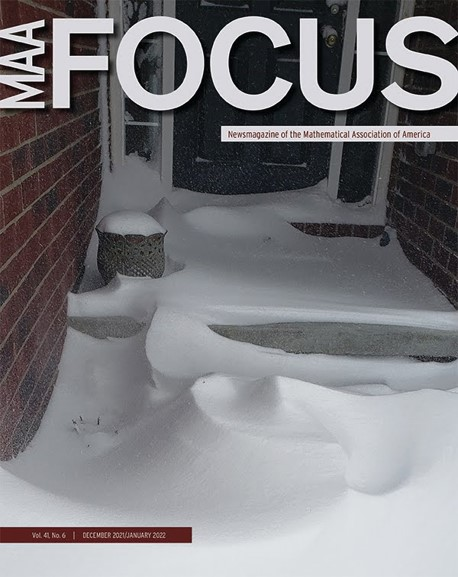 MAA FOCUS
Newsmagazine of the Mathematical Association of America
Vol. 41, No. 6 | DECEMBER 2021/JANUARY 2022